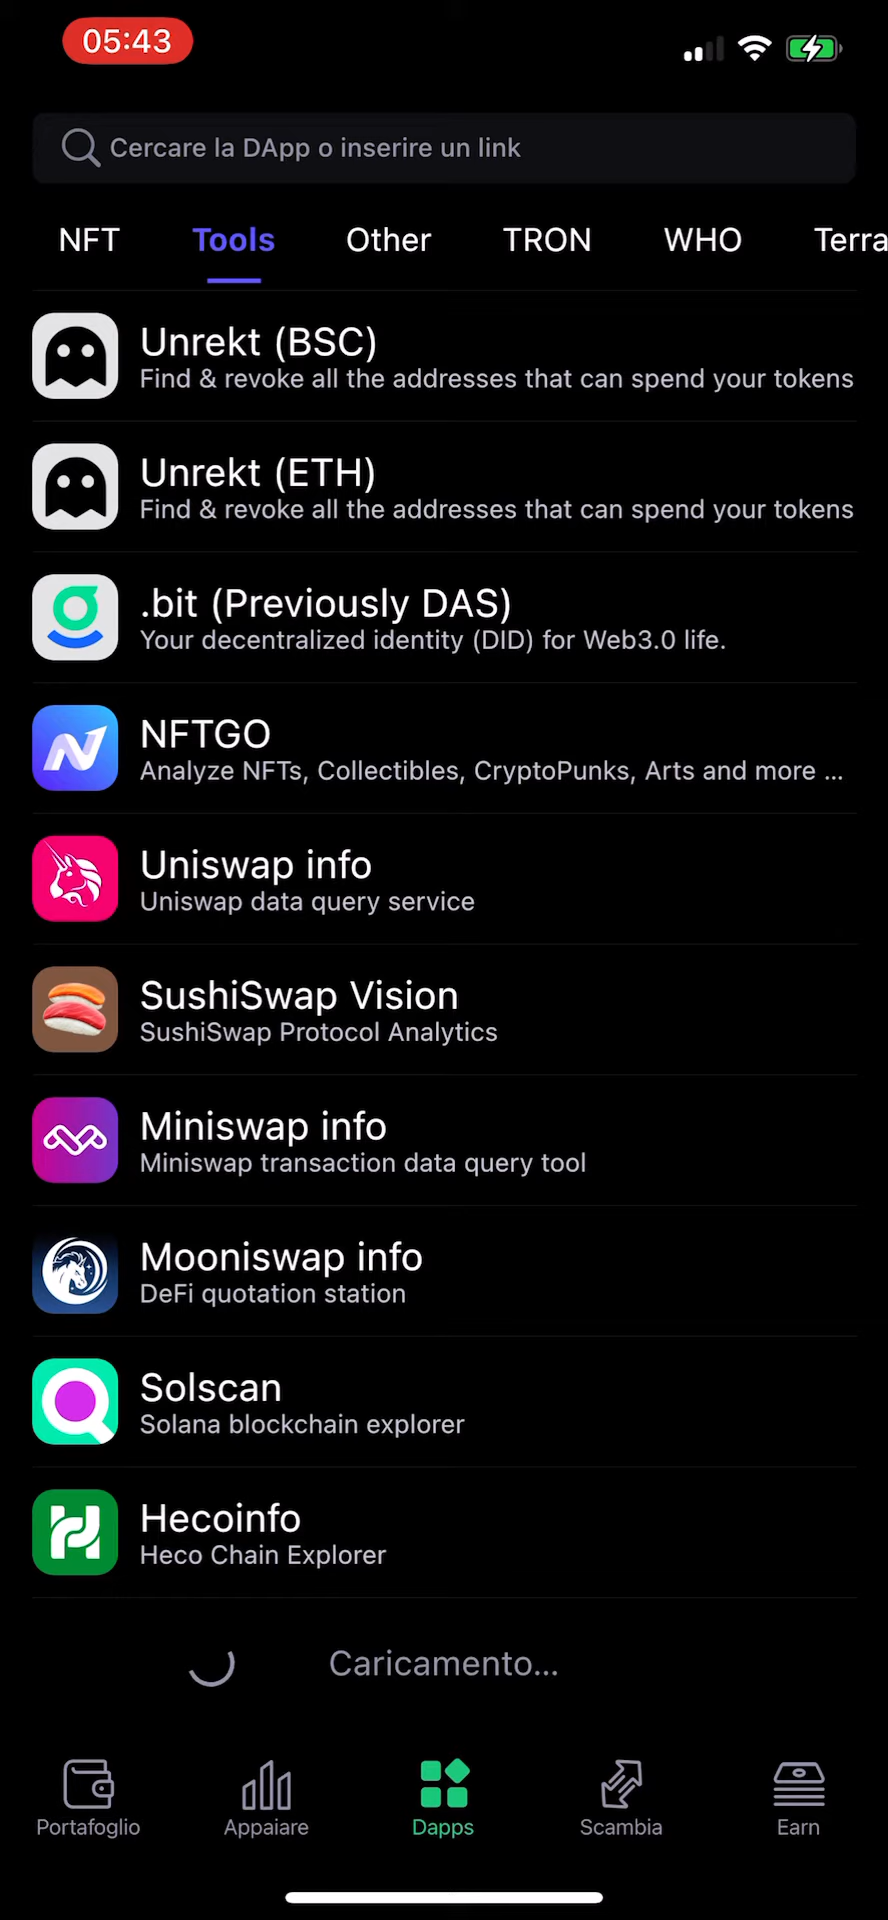 05:43
Cercare la DApp o inserire un link
NFT Tools Other TRON WHO Terra
Unrekt (BSC)
Find & revoke all the addresses that can spend your tokens
Unrekt (ETH)
Find & revoke all the addresses that can spend your tokens
.bit (Previously DAS)
Your decentralized identity (DID) for Web3.0 life.
NFTGO
Analyze NFTs, Collectibles, CryptoPunks, Arts and more ...
Uniswap info
Uniswap data query service
SushiSwap Vision
SushiSwap Protocol Analytics
Miniswap info
Miniswap transaction data query tool
Mooniswap info
DeFi quotation station
Solscan
Solana blockchain explorer
Hecoinfo
Heco Chain Explorer
Caricamento...
Portafoglio Appaiare Dapps Scambia Earn